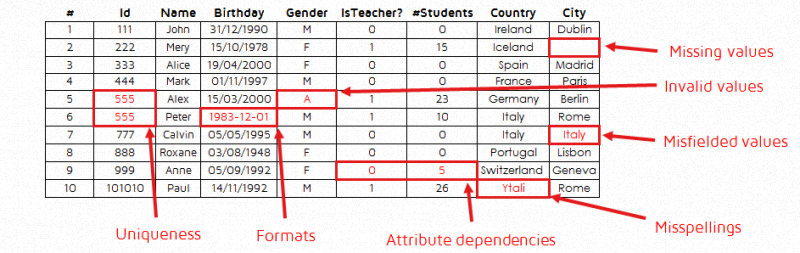 # Id Name Birthday Gender IsTeacher? #Students Country City
1 111 John 31/12/1990 M 0 0 Ireland Dublin
2 222 Mery 15/10/1978 F 1 15 Iceland
Missing values
3 333 Alice 19/04/2000 F 0 0 Spain Madrid
4 444 Mark 01/11/1997 M 0 0 France Paris
Invalid values
5 555 Alex 15/03/2000 A 1 23 Germany Berlin
6 555 Peter 1983-12-01 M 1 10 Italy Rome
7 777 Calvin 05/05/1995 M 0 0 Italy Italy
Misfielded values
8 888 Roxane 03/08/1948 F 0 0 Portugal Lisbon
9 999 Anne 05/09/1992 F 0 5 Switzerland Geneva
10 101010 Paul 14/11/1992 M 1 26 Ytali Rome
Misspellings
Uniqueness Formats Attribute dependencies